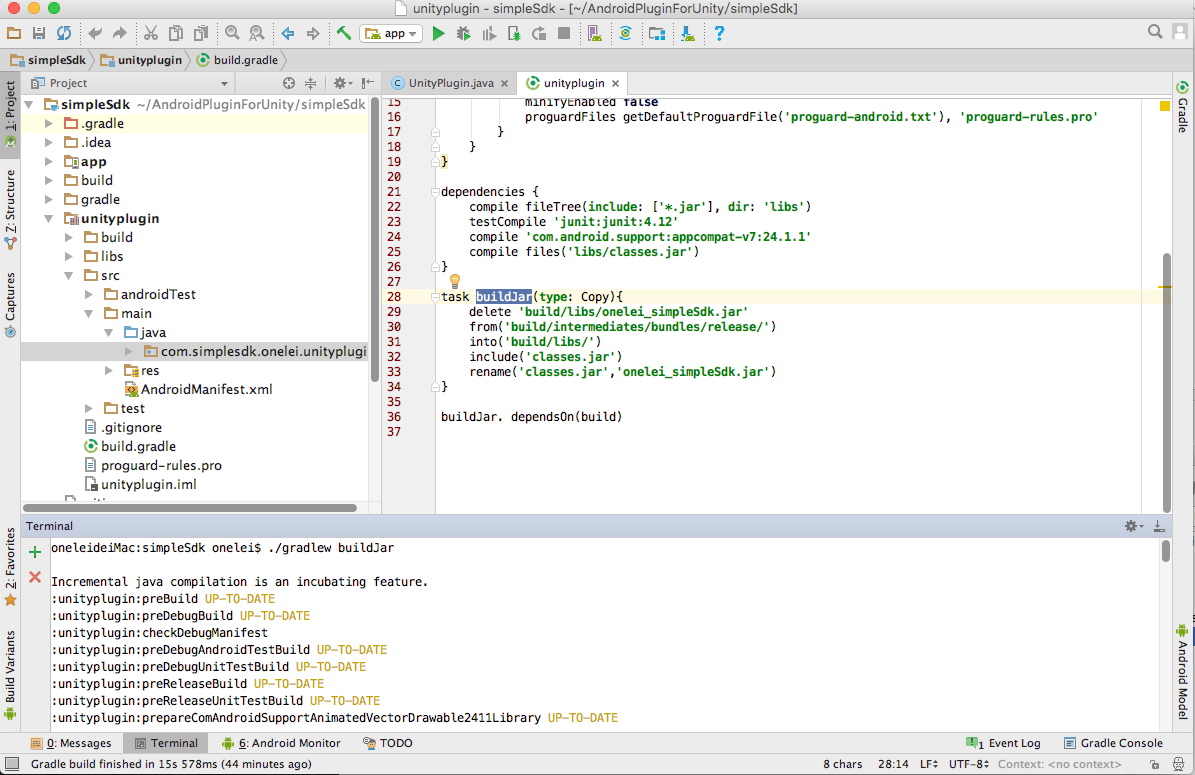 unityplugin - simpleSdk - [~/AndroidPluginForUnity/simpleSdk]
app
simpleSdk unityplugin build.gradle
Project
UnityPlugin.java unityplugin
1: Project
Z: Structure
Captures
2: Favorites
Build Variants
simpleSdk ~/AndroidPluginForUnity/simpleSdk
.gradle
.idea
app
build
gradle
unityplugin
build
libs
src
androidTest
main
java
com.simplesdk.onelei.unityplugi
res
AndroidManifest.xml
test
.gitignore
build.gradle
proguard-rules.pro
unityplugin.iml
15 minifyEnabled false
16 proguardFiles getDefaultProguardFile('proguard-android.txt'), 'proguard-rules.pro'
17 }
18 }
19 }
20
21 dependencies {
22 compile fileTree(include: ['*.jar'], dir: 'libs')
23 testCompile 'junit:junit:4.12'
24 compile 'com.android.support:appcompat-v7:24.1.1'
25 compile files('libs/classes.jar')
26 }
27
28 task buildJar(type: Copy){
29 delete 'build/libs/onelei_simpleSdk.jar'
30 from('build/intermediates/bundles/release/')
31 into('build/libs/')
32 include('classes.jar')
33 rename('classes.jar','onelei_simpleSdk.jar')
34 }
35
36 buildJar. dependsOn(build)
37
Gradle
Android Model
Terminal
oneleideiMac:simpleSdk onelei$ ./gradlew buildJar
Incremental java compilation is an incubating feature.
:unityplugin:preBuild UP-TO-DATE
:unityplugin:preDebugBuild UP-TO-DATE
:unityplugin:checkDebugManifest
:unityplugin:preDebugAndroidTestBuild UP-TO-DATE
:unityplugin:preDebugUnitTestBuild UP-TO-DATE
:unityplugin:preReleaseBuild UP-TO-DATE
:unityplugin:preReleaseUnitTestBuild UP-TO-DATE
:unityplugin:prepareComAndroidSupportAnimatedVectorDrawable2411Library UP-TO-DATE
0: Messages Terminal 6: Android Monitor TODO 1 Event Log Gradle Console
Gradle build finished in 15s 578ms (44 minutes ago) 8 chars 28:14 LF UTF-8 Context: <no context>